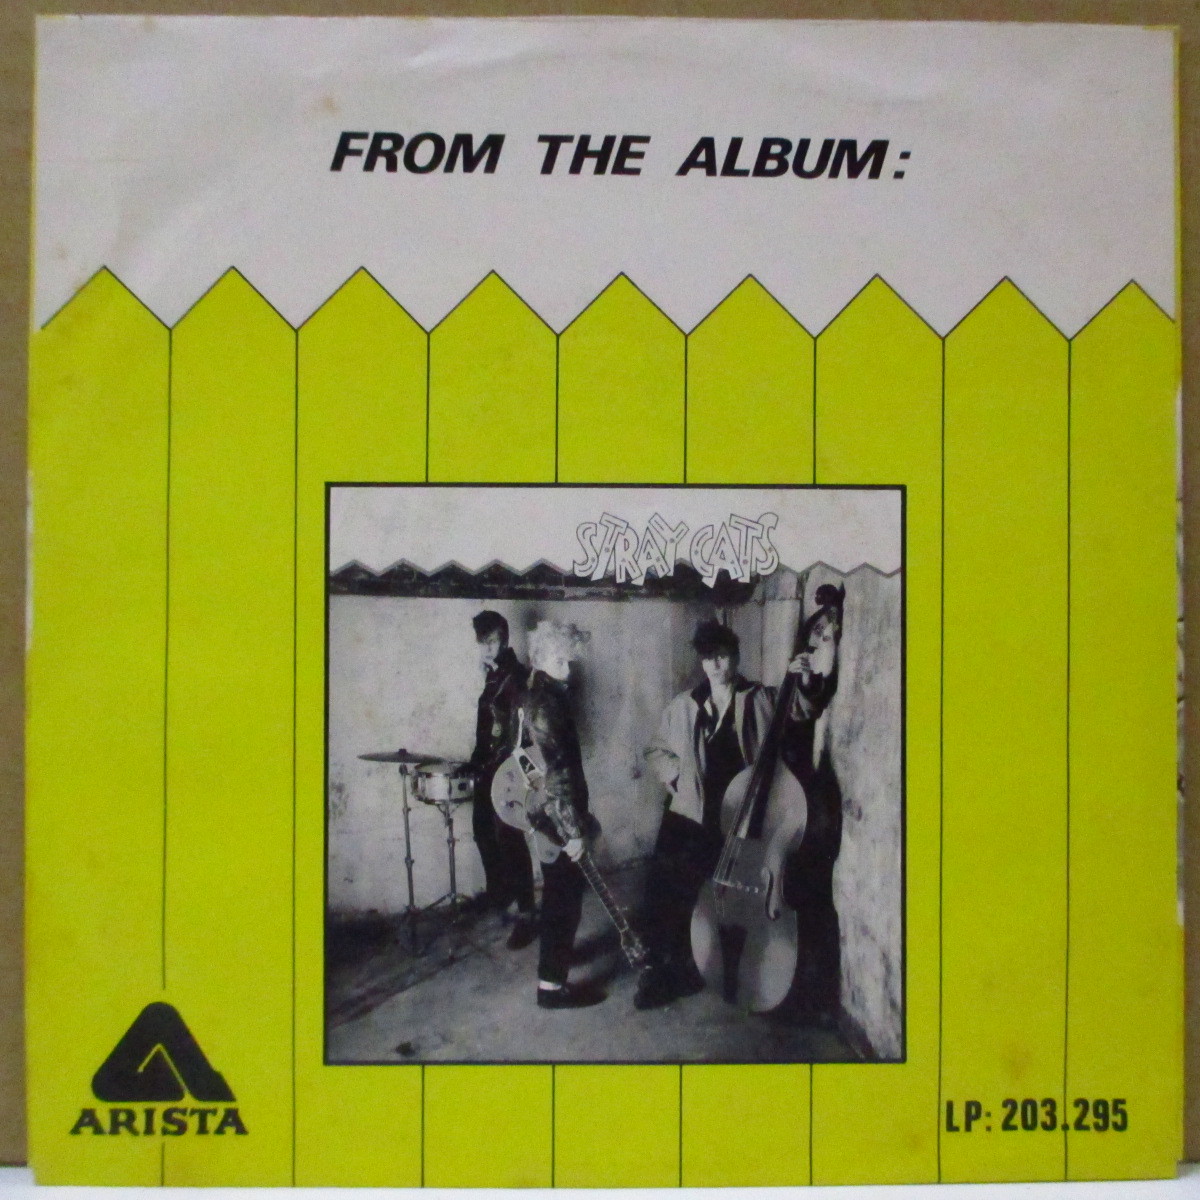 FROM THE ALBUM:
STRAY CATS
ARISTA
LP: 203.295